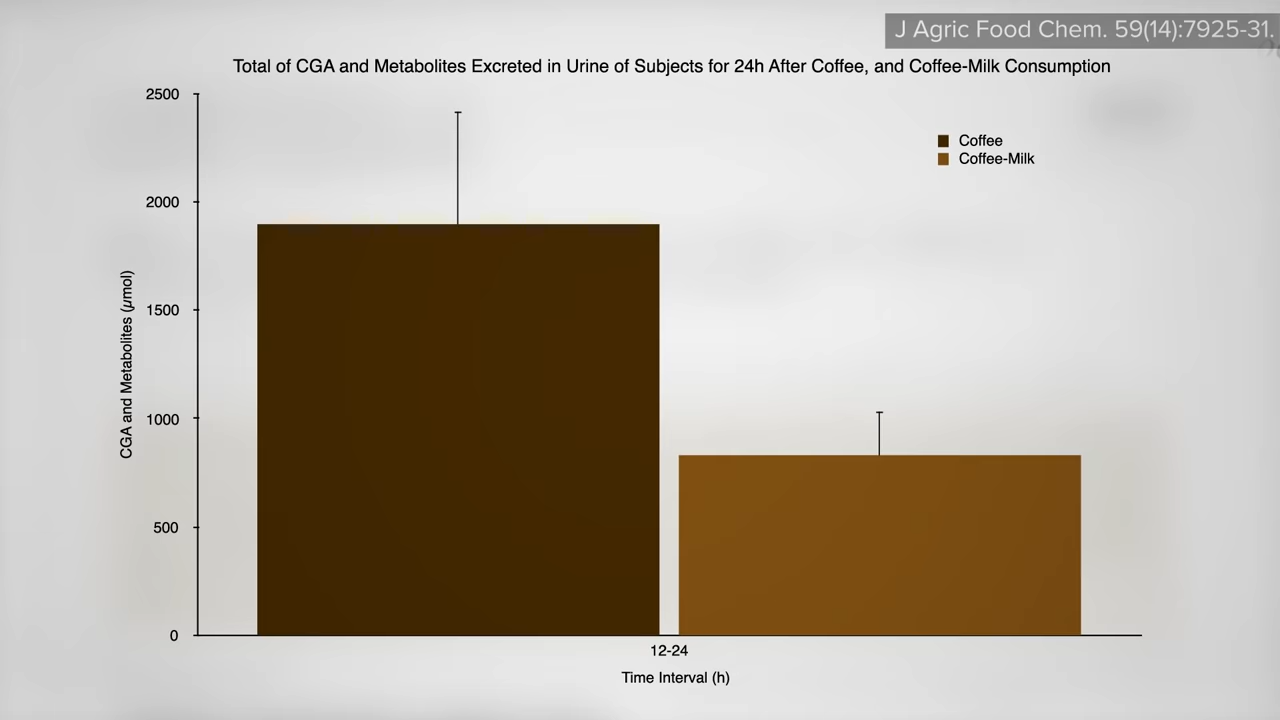 J Agric Food Chem. 59(14):7925-31.
Total of CGA and Metabolites Excreted in Urine of Subjects for 24h After Coffee, and Coffee-Milk Consumption
2500
2000
1500
1000
500
0
CGA and Metabolites (µmol)
Coffee
Coffee-Milk
12-24
Time Interval (h)